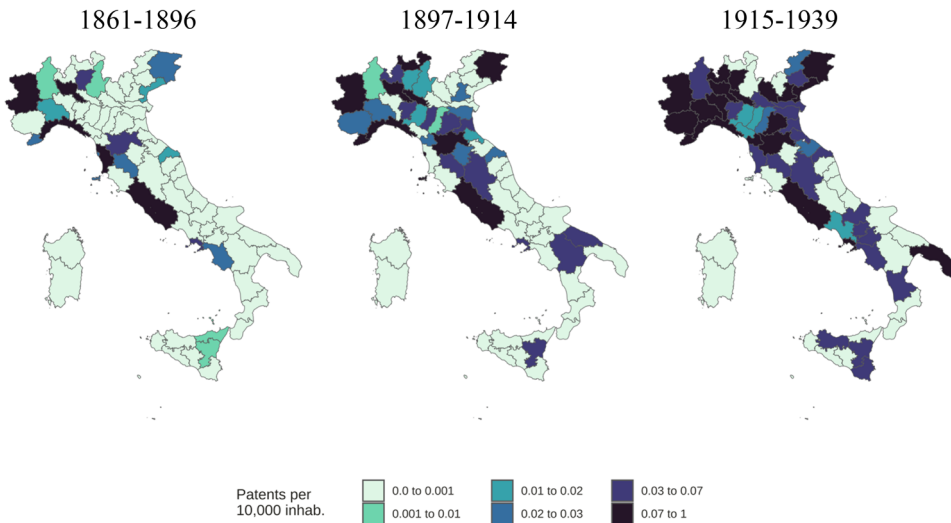 1861-1896 1897-1914 1915-1939
Patents per
10,000 inhab.
0.0 to 0.001 0.01 to 0.02 0.03 to 0.07
0.001 to 0.01 0.02 to 0.03 0.07 to 1